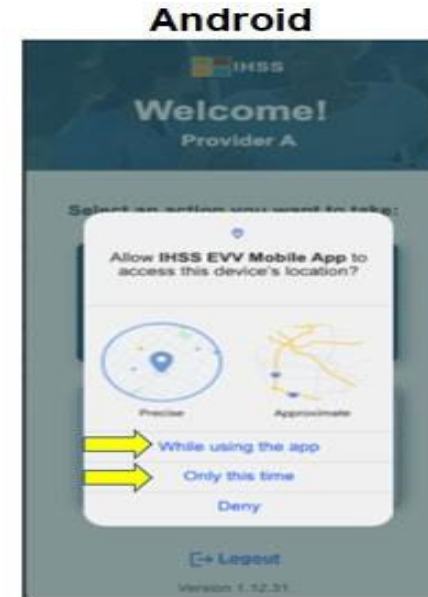 Android
IHSS
Welcome!
Provider A
Select an action you want to take:
Allow IHSS EVV Mobile App to
access this device's location?
Precise
Approximate
While using the app
Only this time
Deny
Logout
Version 1.12.31